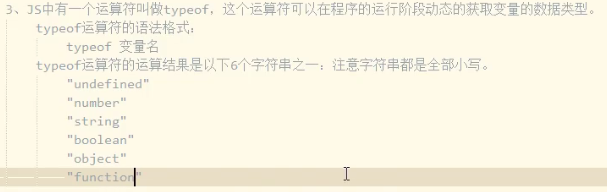 3、JS中有一个运算符叫做typeof，这个运算符可以在程序的运行阶段动态的获取变量的数据类型。
typeof运算符的语法格式：
typeof 变量名
typeof运算符的运算结果是以下6个字符串之一：注意字符串都是全部小写。
"undefined"
"number"
"string"
"boolean"
"object"
"function"